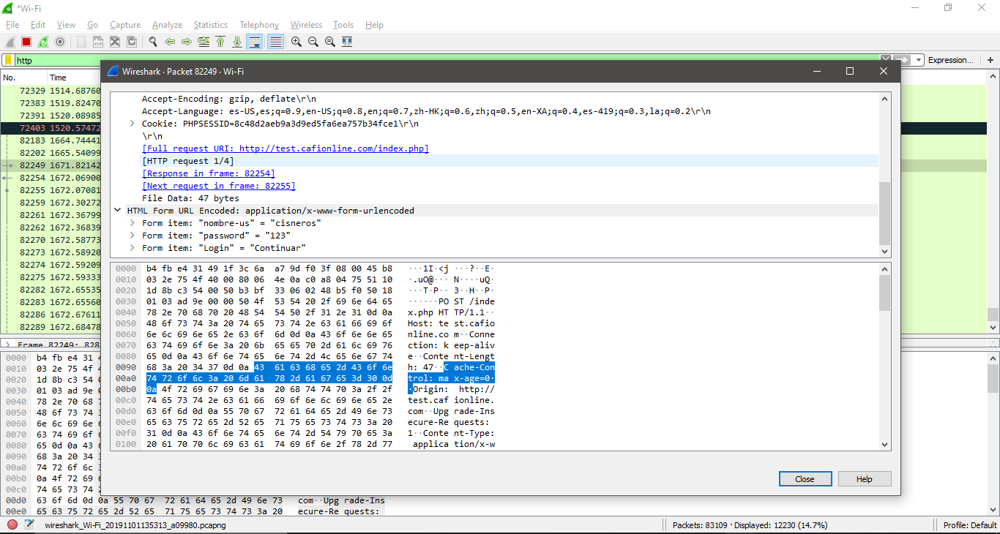 *Wi-Fi
File Edit View Go Capture Analyze Statistics Telephony Wireless Tools Help
http
Expression...
+
No. Time
72329 1514.68760
72383 1519.82470
72391 1520.08985
72403 1520.57472
82183 1664.74441
82202 1665.54099
82249 1671.82142
82254 1672.06900
82255 1672.07081
82259 1672.30272
82261 1672.36799
82262 1672.36839
82270 1672.58773
82273 1672.58920
82274 1672.59209
82275 1672.59333
82282 1672.65535
82283 1672.65560
82286 1672.67611
82289 1672.68478
Frame 82249: 828
0000 b4 fb e4 31 4
0010 03 2e 75 4f 4
0020 1d 8b c3 54 0
0030 01 03 ad 9e 0
0040 78 2e 70 68 7
0050 48 6f 73 74 3
0060 6e 6c 69 6e 6
0070 63 74 69 6f 6
0080 65 0d 0a 43 6
0090 68 3a 20 34 3
00a0 74 72 6f 6c 3
00b0 0a 4f 72 69 6
00c0 74 65 73 74 2
00d0 63 6f 6d 0d 0a 55 70 67 72 61 64 65 2d 49 6e 73 com··Upg rade-Ins
00e0 65 63 75 72 65 2d 52 65 71 75 65 73 74 73 3a 20 ecure-Re quests:
Wireshark · Packet 82249 · Wi-Fi
Accept-Encoding: gzip, deflate\r\n
Accept-Language: es-US,es;q=0.9,en-US;q=0.8,en;q=0.7,zh-HK;q=0.6,zh;q=0.5,en-XA;q=0.4,es-419;q=0.3,la;q=0.2\r\n
Cookie: PHPSESSID=8c48d2aeb9a3d9ed5fa6ea757b34fce1\r\n
\r\n
[Full request URI: http://test.cafionline.com/index.php]
[HTTP request 1/4]
[Response in frame: 82254]
[Next request in frame: 82255]
File Data: 47 bytes
HTML Form URL Encoded: application/x-www-form-urlencoded
Form item: "nombre-us" = "cisneros"
Form item: "password" = "123"
Form item: "Login" = "Continuar"
0000 b4 fb e4 31 49 1f 3c 6a a7 9d f0 3f 08 00 45 b8 ···1I·<j ···?··E·
0010 03 2e 75 4f 40 00 80 06 4e 0a c0 a8 04 75 51 10 ·.uO@··· N····uQ·
0020 1d 8b c3 54 00 50 b3 bf 33 06 02 48 b5 f0 50 18 ···T·P·· 3··H··P·
0030 01 03 ad 9e 00 00 50 4f 53 54 20 2f 69 6e 64 65 ······PO ST /inde
0040 78 2e 70 68 70 20 48 54 54 50 2f 31 2e 31 0d 0a x.php HT TP/1.1··
0050 48 6f 73 74 3a 20 74 65 73 74 2e 63 61 66 69 6f Host: te st.cafio
0060 6e 6c 69 6e 65 2e 63 6f 6d 0d 0a 43 6f 6e 6e 65 nline.co m··Conne
0070 63 74 69 6f 6e 3a 20 6b 65 65 70 2d 61 6c 69 76 ction: k eep-aliv
0080 65 0d 0a 43 6f 6e 74 65 6e 74 2d 4c 65 6e 67 74 e··Conte nt-Lengt
0090 68 3a 20 34 37 0d 0a 43 61 63 68 65 2d 43 6f 6e h: 47··C ache-Con
00a0 74 72 6f 6c 3a 20 6d 61 78 2d 61 67 65 3d 30 0d trol: ma x-age=0·
00b0 0a 4f 72 69 67 69 6e 3a 20 68 74 74 70 3a 2f 2f ·Origin: http://
00c0 74 65 73 74 2e 63 61 66 69 6f 6e 6c 69 6e 65 2e test.caf ionline.
00d0 63 6f 6d 0d 0a 55 70 67 72 61 64 65 2d 49 6e 73 com··Upg rade-Ins
00e0 65 63 75 72 65 2d 52 65 71 75 65 73 74 73 3a 20 ecure-Re quests:
00f0 31 0d 0a 43 6f 6e 74 65 6e 74 2d 54 79 70 65 3a 1··Conte nt-Type:
0100 20 61 70 70 6c 69 63 61 74 69 6f 6e 2f 78 2d 77 applica tion/x-w
Close Help
wireshark_Wi-Fi_20191101135313_a09980.pcapng
Packets: 83109 · Displayed: 12230 (14.7%)
Profile: Default